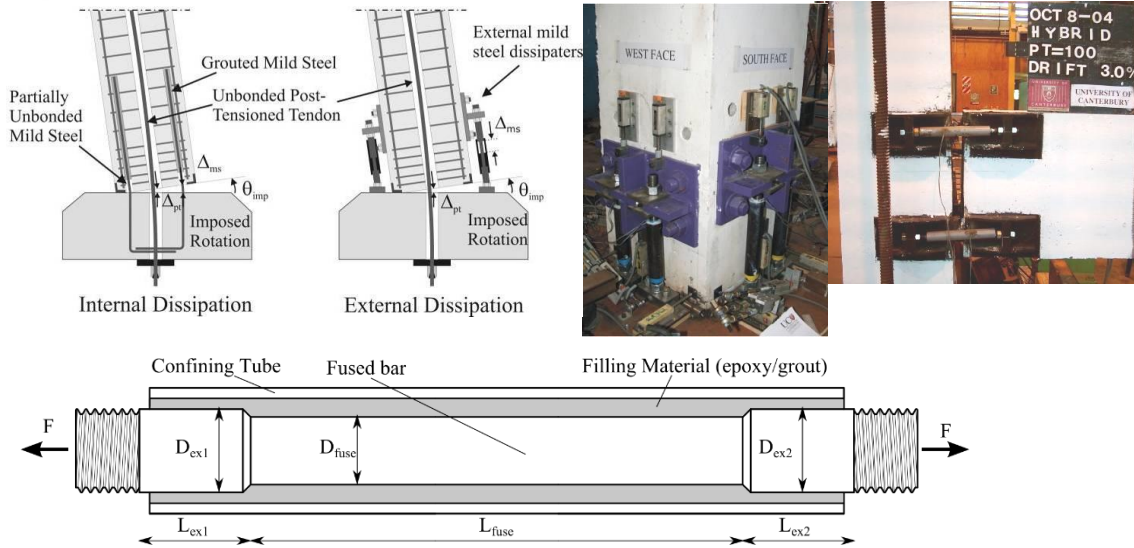 Partially
Unbonded
Mild Steel
Grouted Mild Steel
Unbonded Post-
Tensioned Tendon
Δms
Δpt
θimp
Imposed
Rotation
Internal Dissipation
External mild
steel dissipaters
Δms
Δpt
θimp
Imposed
Rotation
External Dissipation
WEST FACE
SOUTH FACE
UC
OCT 8-04
HYBRID
PT=100
DRIFT 3.0%
UNIVERSITY OF
CANTERBURY
Confining Tube
Fused bar
Filling Material (epoxy/grout)
F
Dex1
Dfuse
Dex2
F
Lex1
Lfuse
Lex2